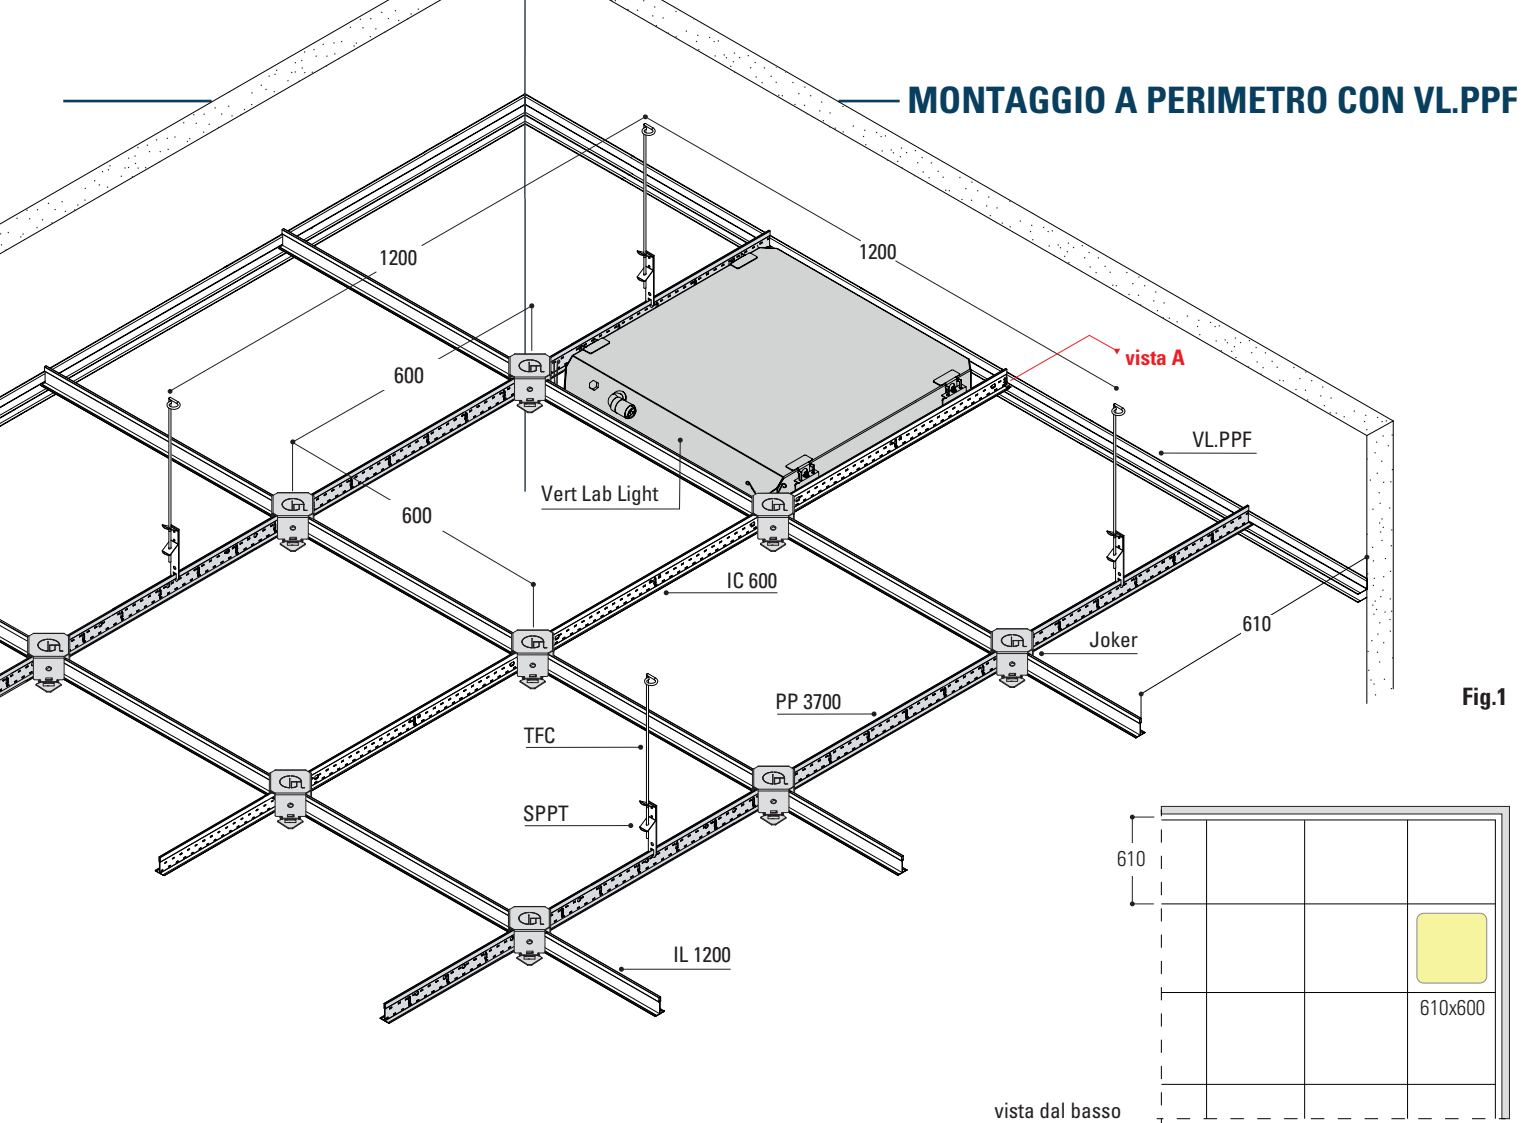 MONTAGGIO A PERIMETRO CON VL.PPF
1200
1200
vista A
600
VL.PPF
Vert Lab Light
600
IC 600
610
Joker
PP 3700
Fig.1
TFC
SPPT
610
IL 1200
610x600
vista dal basso